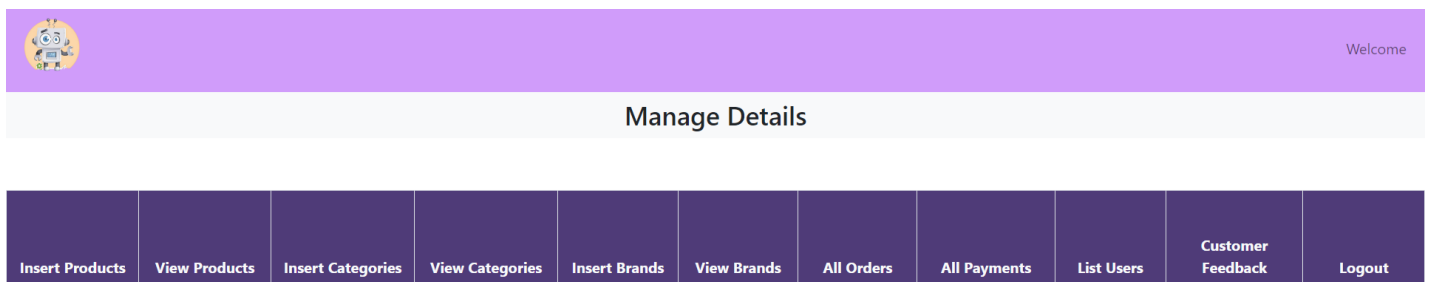 Welcome
Manage Details
Insert Products
View Products
Insert Categories
View Categories
Insert Brands
View Brands
All Orders
All Payments
List Users
Customer
Feedback
Logout